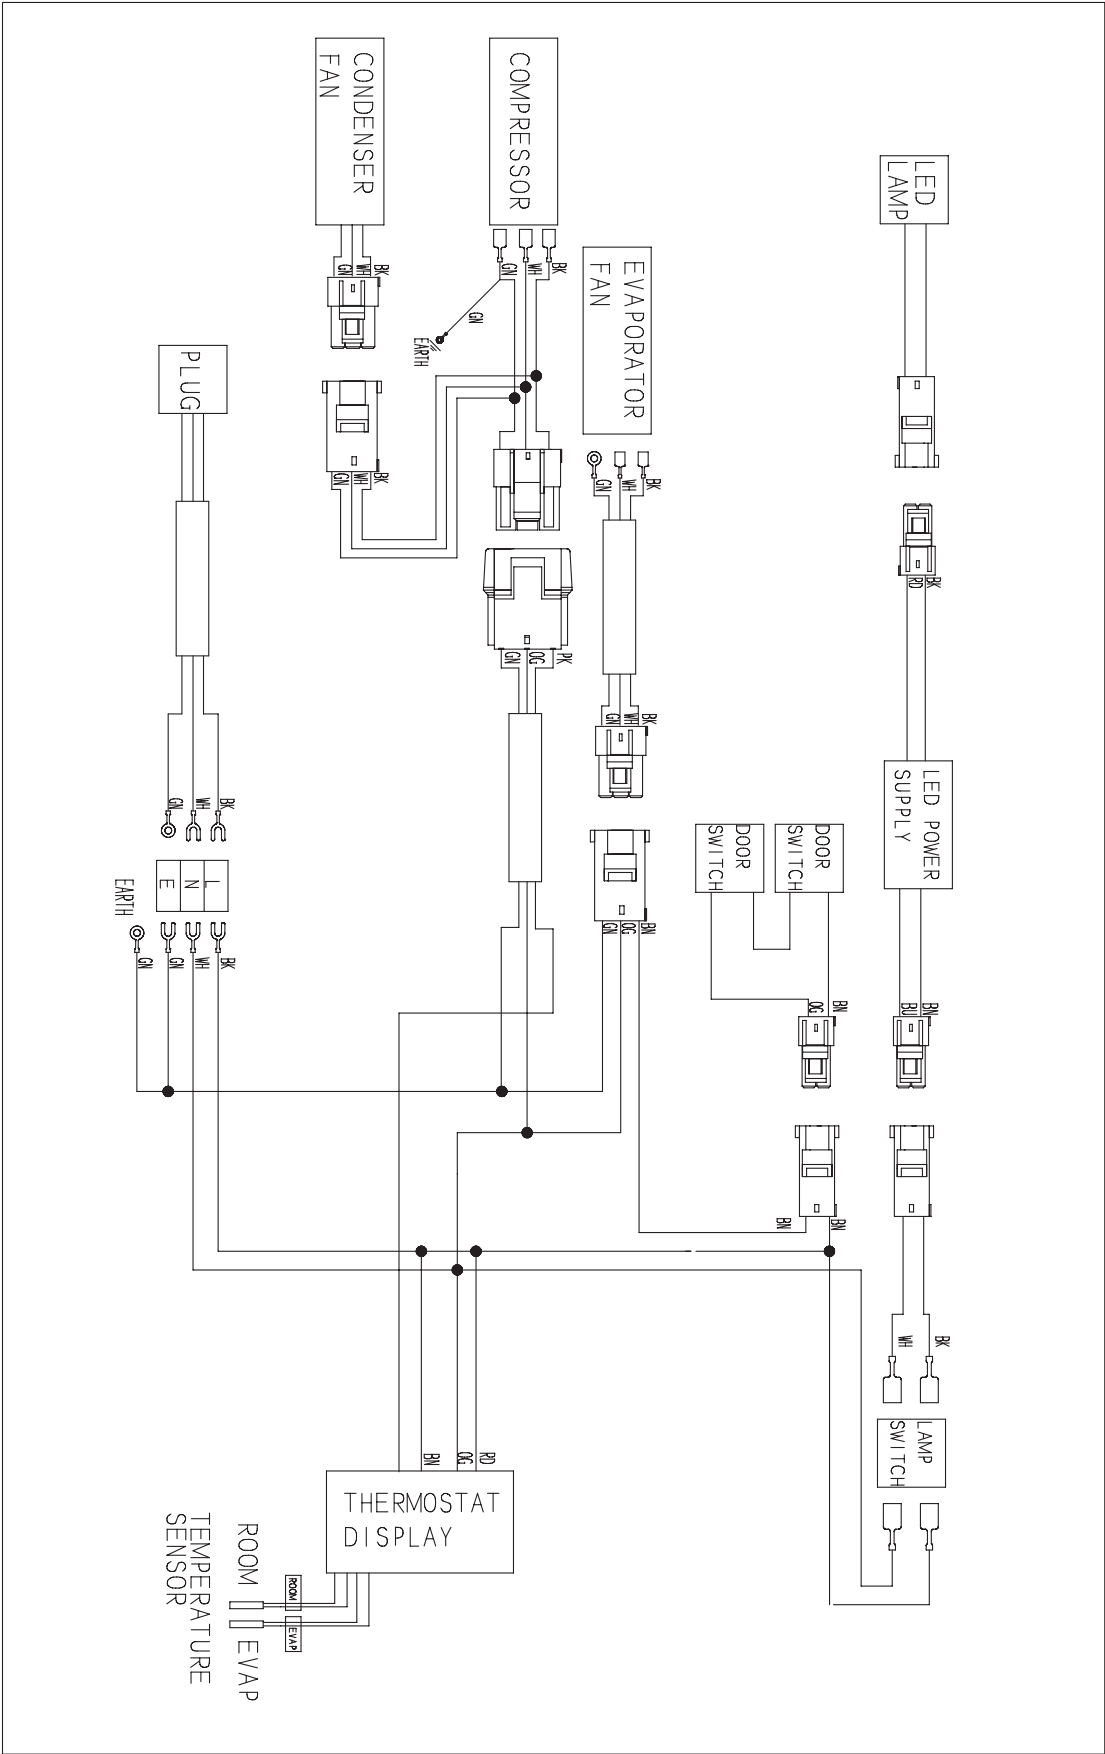 CONDENSER
FAN
BK
WH
GN
BK
WH
GN
COMPRESSOR
BK
WH
GN
GN
EARTH
PK
OG
GN
EVAPORATOR
FAN
BK
WH
GN
BK
WH
GN
BN
OG
GN
LED
LAMP
BK
RD
LED POWER
SUPPLY
BN
BU
DOOR
SWITCH
DOOR
SWITCH
BN
OG
BN
BN
BK
WH
LAMP
SWITCH
PLUG
BK
WH
GN
L
N
E
EARTH
BK
WH
GN
GN
RD
OG
BN
THERMOSTAT
DISPLAY
ROOM
EVAP
ROOM EVAP
TEMPERATURE
SENSOR